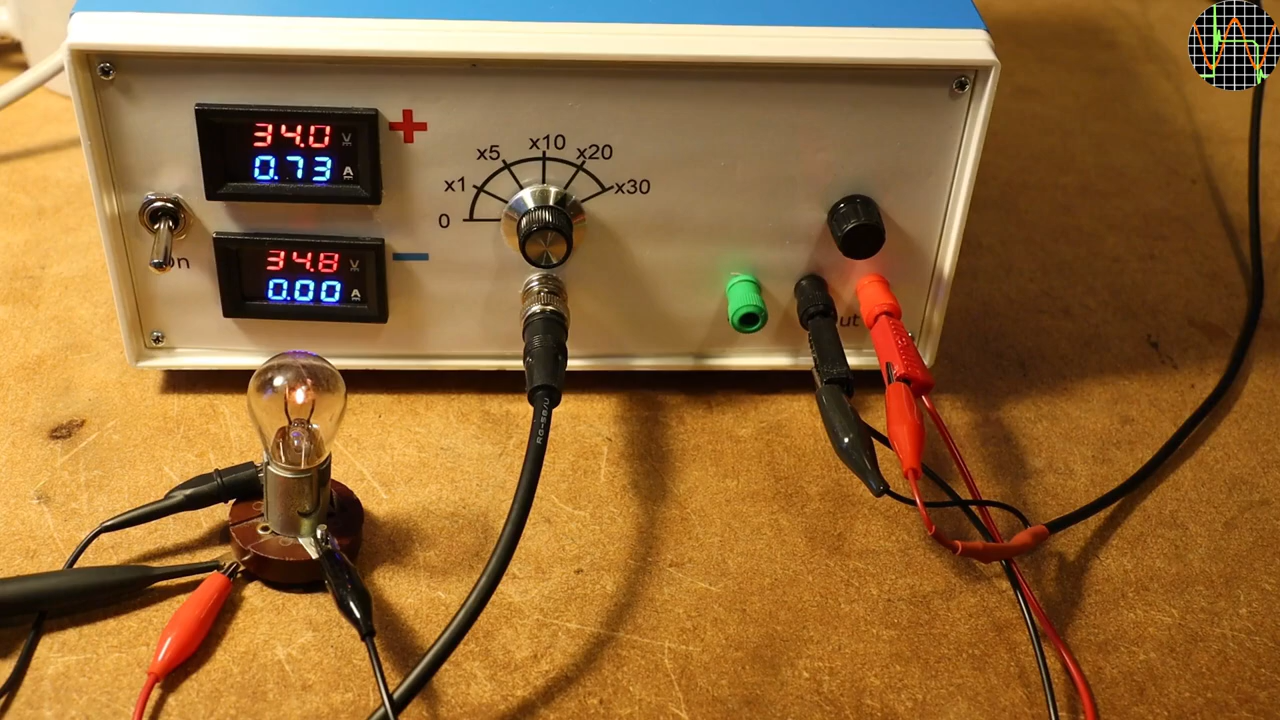 34.0 V
0.73 A
+
34.8 V
0.00 A
-
On
0
x1
x5
x10
x20
x30
ut
RG-58/U